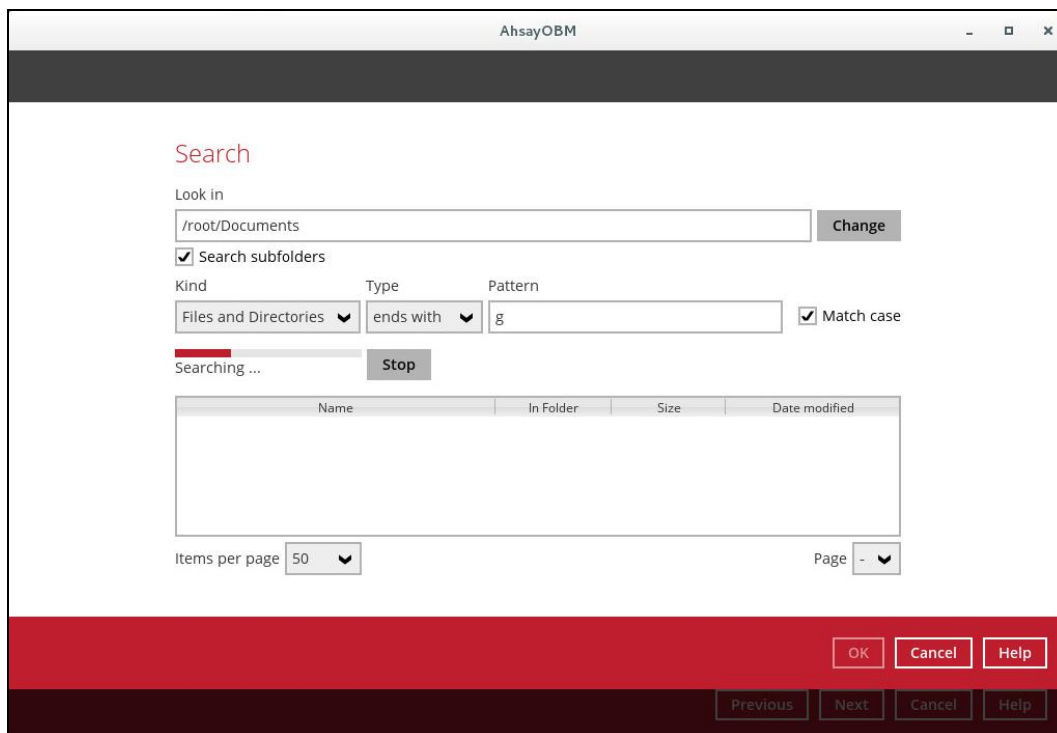 AhsayOBM
Search
Look in
/root/Documents Change
Search subfolders
Kind Type Pattern
Files and Directories ends with g Match case
Searching ... Stop
Name In Folder Size Date modified
Items per page 50 Page -
OK Cancel Help
Previous Next Cancel Help